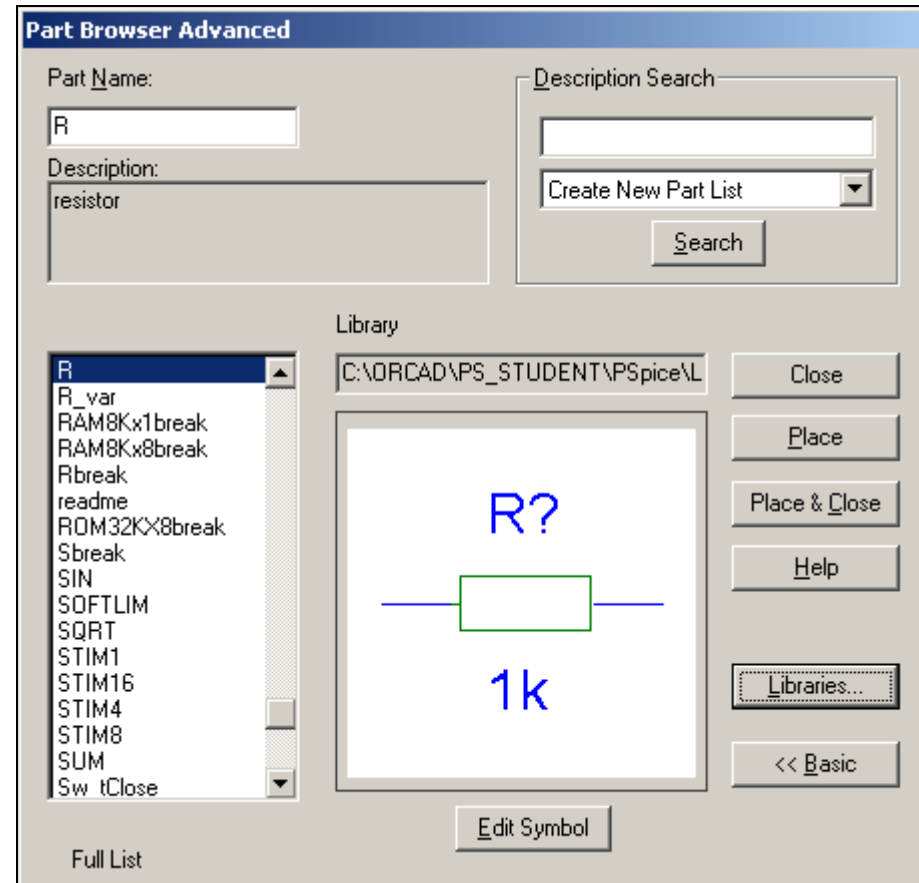 Part Browser Advanced
Part Name:
R
Description:
resistor
Description Search
Create New Part List
Search
Library
C:\ORCAD\PS_STUDENT\PSpice\L
R
R_var
RAM8Kx1break
RAM8Kx8break
Rbreak
readme
ROM32KX8break
Sbreak
SIN
SOFTLIM
SQRT
STIM1
STIM16
STIM4
STIM8
SUM
Sw_tClose
Full List
R?
1k
Edit Symbol
Close
Place
Place & Close
Help
Libraries...
<< Basic